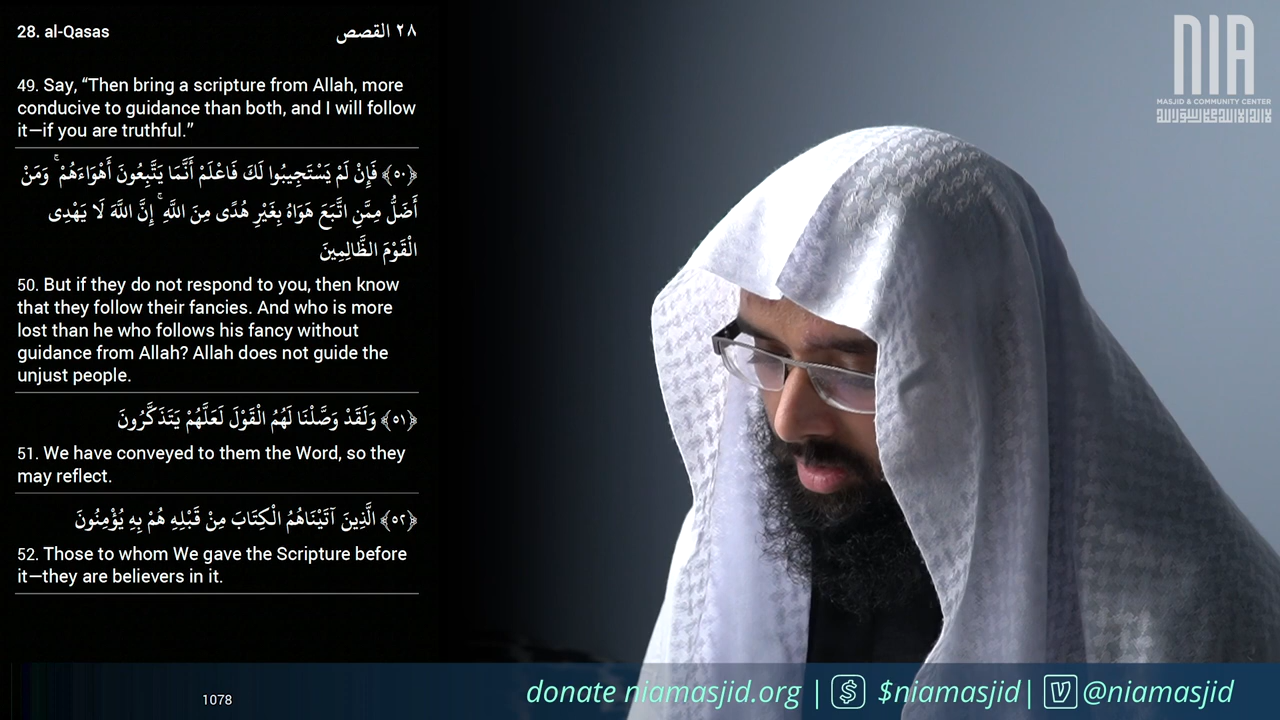 28. al-Qasas
٢٨ القصص
49. Say, “Then bring a scripture from Allah, more
conducive to guidance than both, and I will follow
it—if you are truthful.”
﴿٥٠﴾ فَإِنْ لَمْ يَسْتَجِيبُوا لَكَ فَاعْلَمْ أَنَّمَا يَتَّبِعُونَ أَهْوَاءَهُمْ ۚ وَمَنْ
أَضَلُّ مِمَّنِ اتَّبَعَ هَوَاهُ بِغَيْرِ هُدًى مِنَ اللَّهِ ۚ إِنَّ اللَّهَ لَا يَهْدِى
الْقَوْمَ الظَّالِمِينَ
50. But if they do not respond to you, then know
that they follow their fancies. And who is more
lost than he who follows his fancy without
guidance from Allah? Allah does not guide the
unjust people.
﴿٥١﴾ وَلَقَدْ وَصَّلْنَا لَهُمُ الْقَوْلَ لَعَلَّهُمْ يَتَذَكَّرُونَ
51. We have conveyed to them the Word, so they
may reflect.
﴿٥٢﴾ الَّذِينَ آتَيْنَاهُمُ الْكِتَابَ مِنْ قَبْلِهِ هُمْ بِهِ يُؤْمِنُونَ
52. Those to whom We gave the Scripture before
it—they are believers in it.
NIA
MASJID & COMMUNITY CENTER
1078
donate niamasjid.org | $ $niamasjid | V @niamasjid